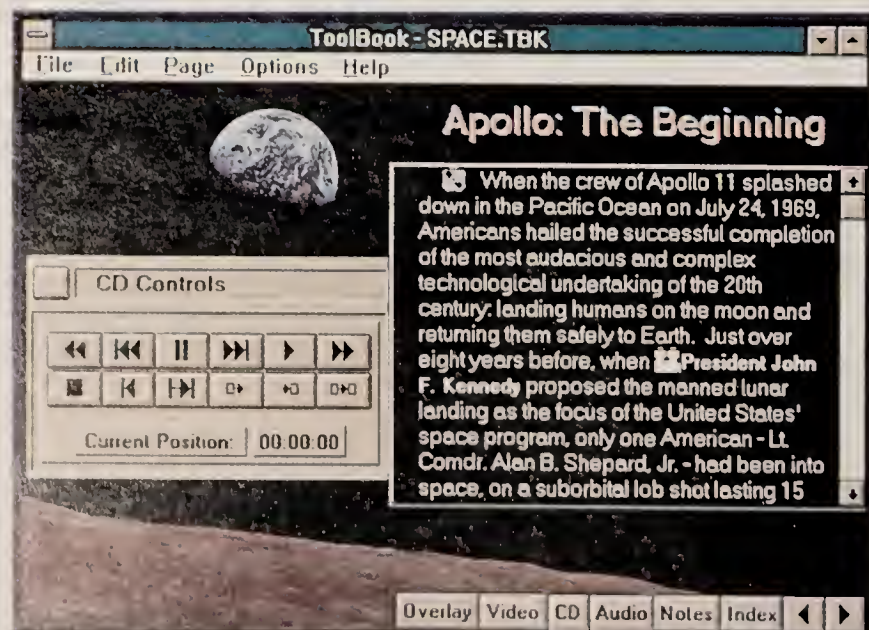 ToolBook - SPACE.TBK
File Edit Page Options Help
Apollo: The Beginning
When the crew of Apollo 11 splashed
down in the Pacific Ocean on July 24, 1969,
Americans hailed the successful completion
of the most audacious and complex
technological undertaking of the 20th
century: landing humans on the moon and
returning them safely to Earth. Just over
eight years before, when President John
F. Kennedy proposed the manned lunar
landing as the focus of the United States'
space program, only one American - Lt.
Comdr. Alan B. Shepard, Jr. - had been into
space, on a suborbital lob shot lasting 15
CD Controls
Current Position: 00:00:00
Overlay Video CD Audio Notes Index